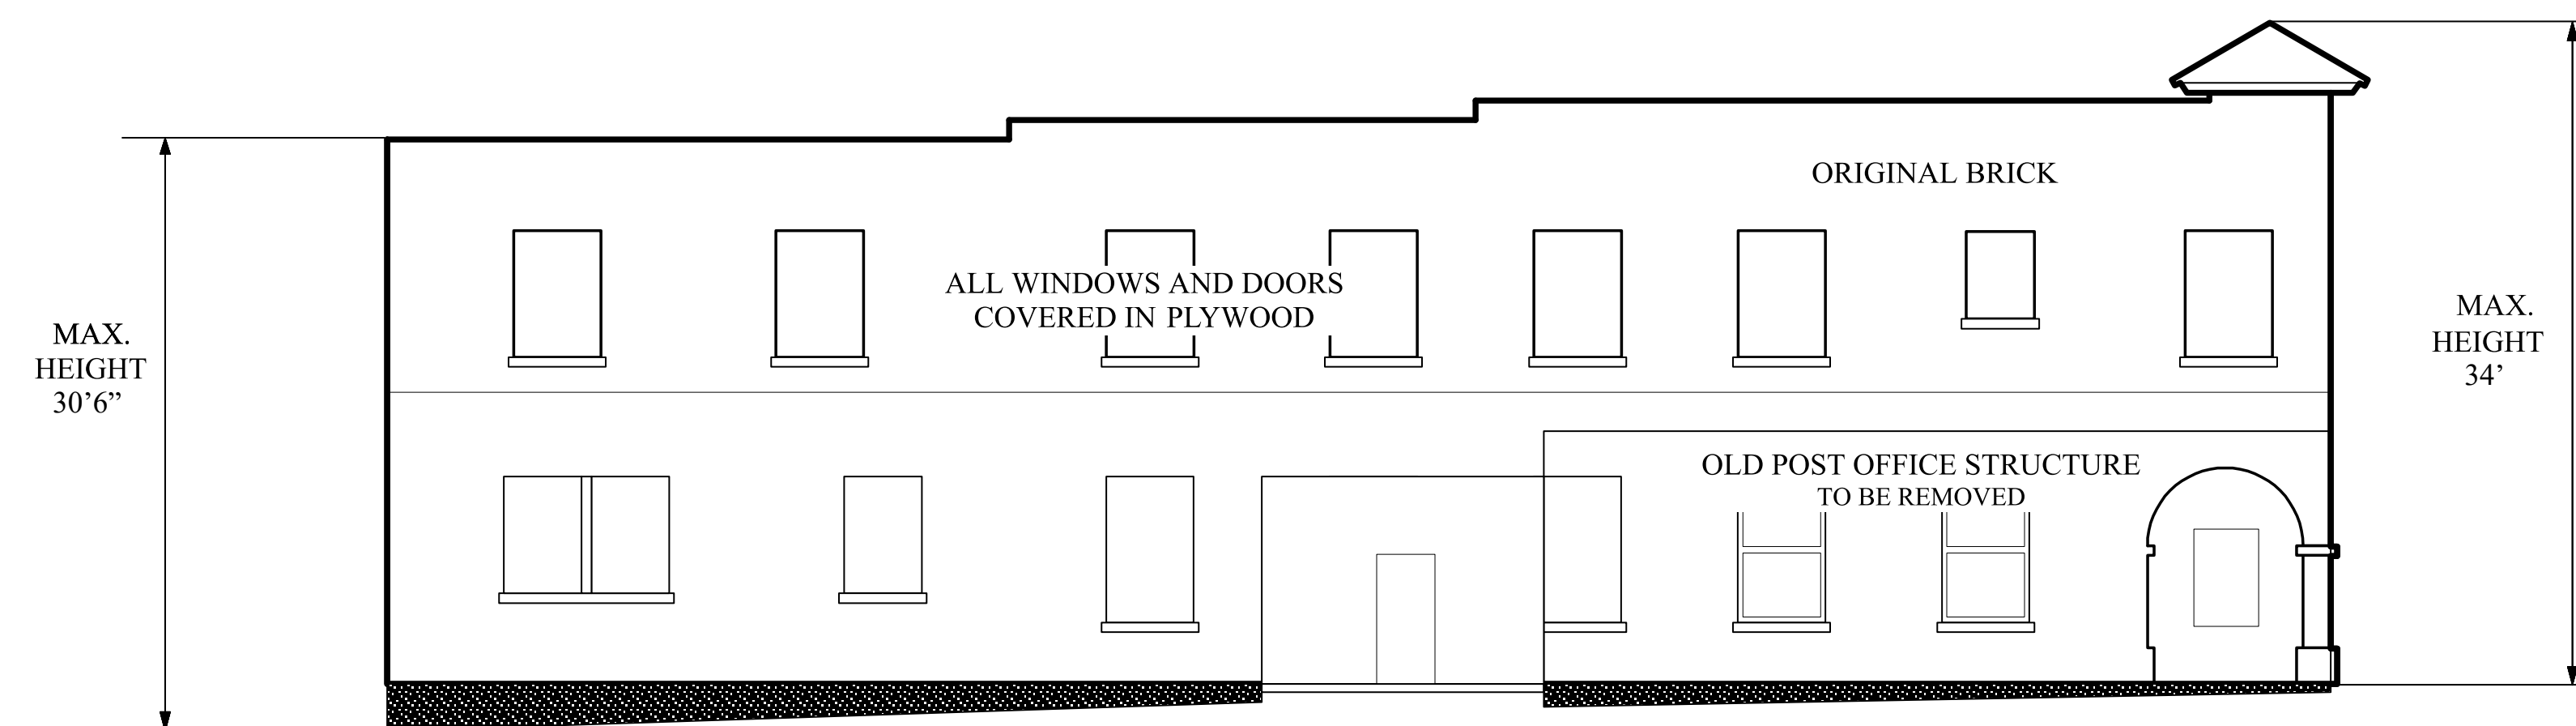 ORIGINAL BRICK
ALL WINDOWS AND DOORS
COVERED IN PLYWOOD
MAX.
HEIGHT
30’6”
MAX.
HEIGHT
34’
OLD POST OFFICE STRUCTURE
TO BE REMOVED